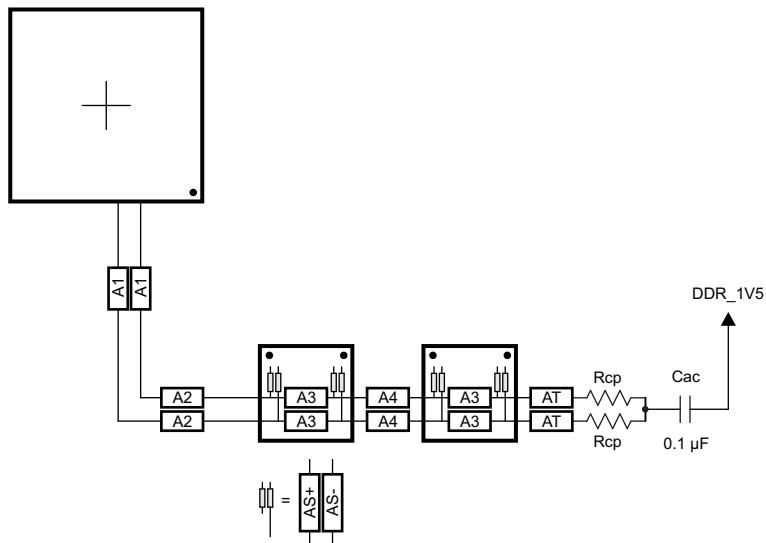 A1 A1
DDR_1V5
A2 A3 A4 A3 AT Rcp Cac
A2 A3 A4 A3 AT Rcp 0.1 µF
= AS+ AS-